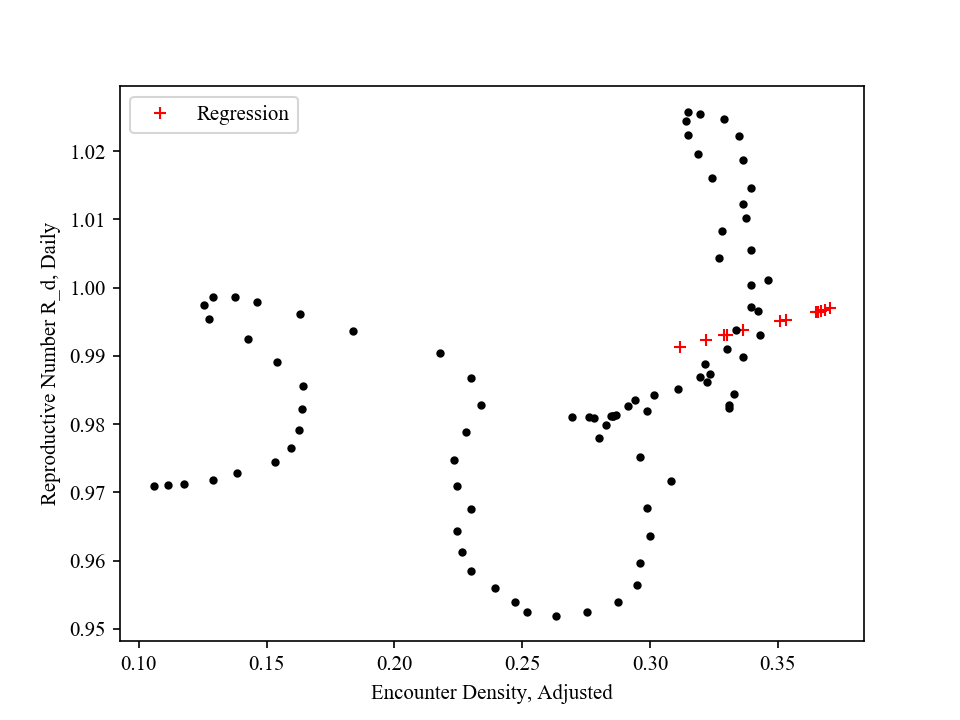 Regression
1.02
1.01
1.00
0.99
0.98
0.97
0.96
0.95
Reproductive Number R_d, Daily
0.10 0.15 0.20 0.25 0.30 0.35
Encounter Density, Adjusted